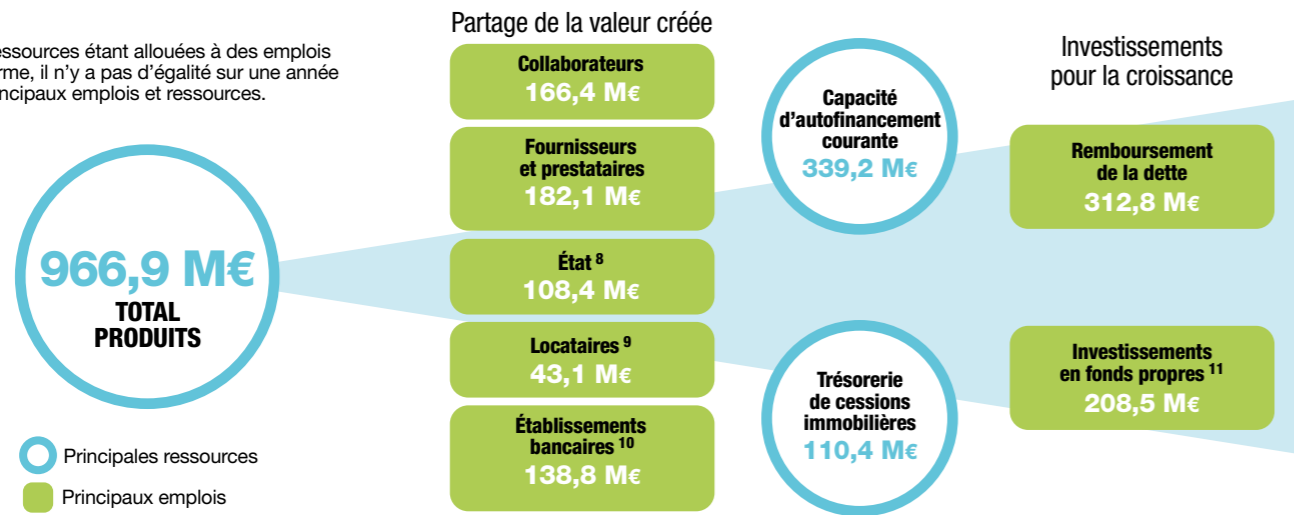 essources étant allouées à des emplois
rme, il n'y a pas d'égalité sur une année
ncipaux emplois et ressources.
966,9 M€
TOTAL
PRODUITS
Principales ressources
Principaux emplois
Partage de la valeur créée
Collaborateurs
166,4 M€
Fournisseurs
et prestataires
182,1 M€
État 8
108,4 M€
Locataires 9
43,1 M€
Établissements
bancaires 10
138,8 M€
Capacité
d'autofinancement
courante
339,2 M€
Trésorerie
de cessions
immobilières
110,4 M€
Investissements
pour la croissance
Remboursement
de la dette
312,8 M€
Investissements
en fonds propres 11
208,5 M€